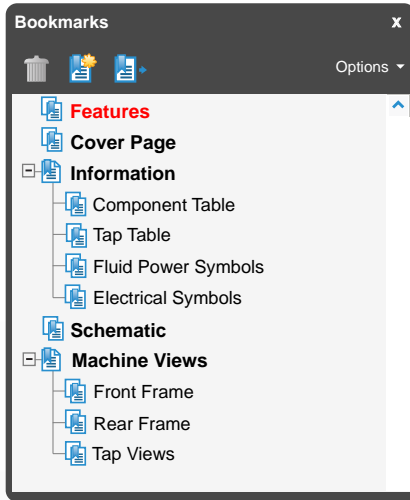 Bookmarks x
Options
Features
Cover Page
Information
Component Table
Tap Table
Fluid Power Symbols
Electrical Symbols
Schematic
Machine Views
Front Frame
Rear Frame
Tap Views